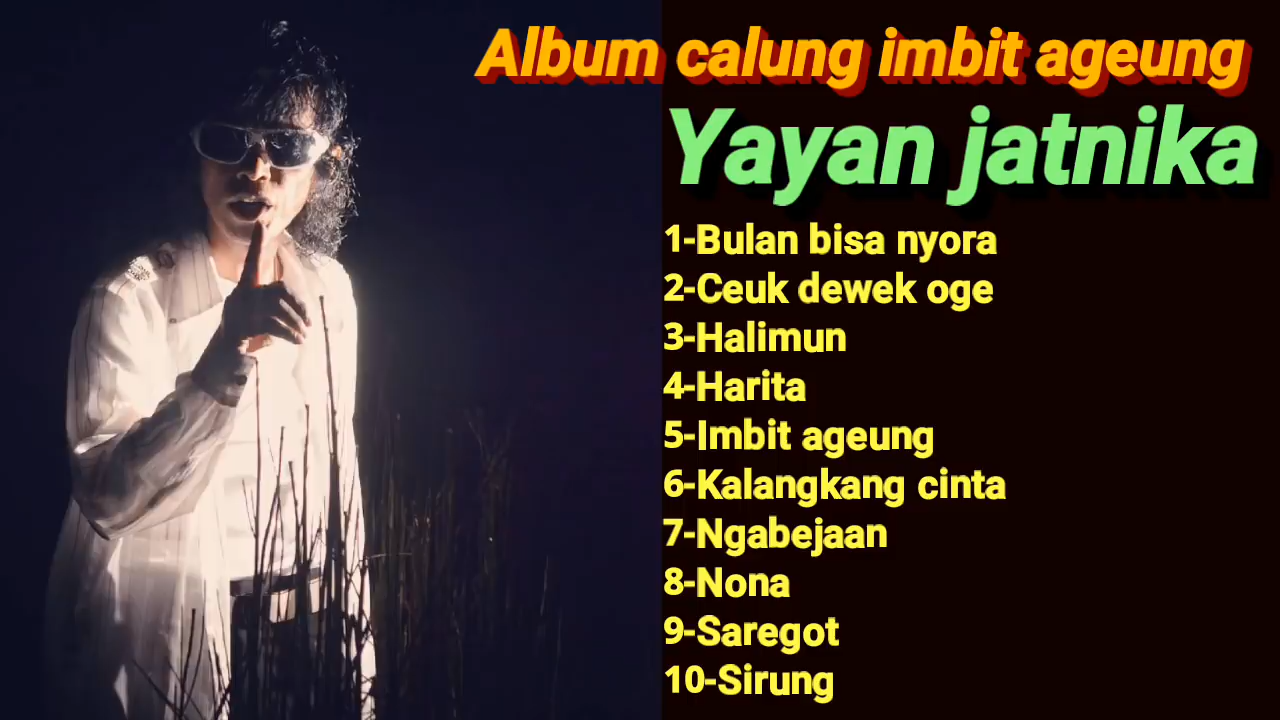 Album calung imbit ageung
Yayan jatnika
1-Bulan bisa nyora
2-Ceuk dewek oge
3-Halimun
4-Harita
5-Imbit ageung
6-Kalangkang cinta
7-Ngabejaan
8-Nona
9-Saregot
10-Sirung